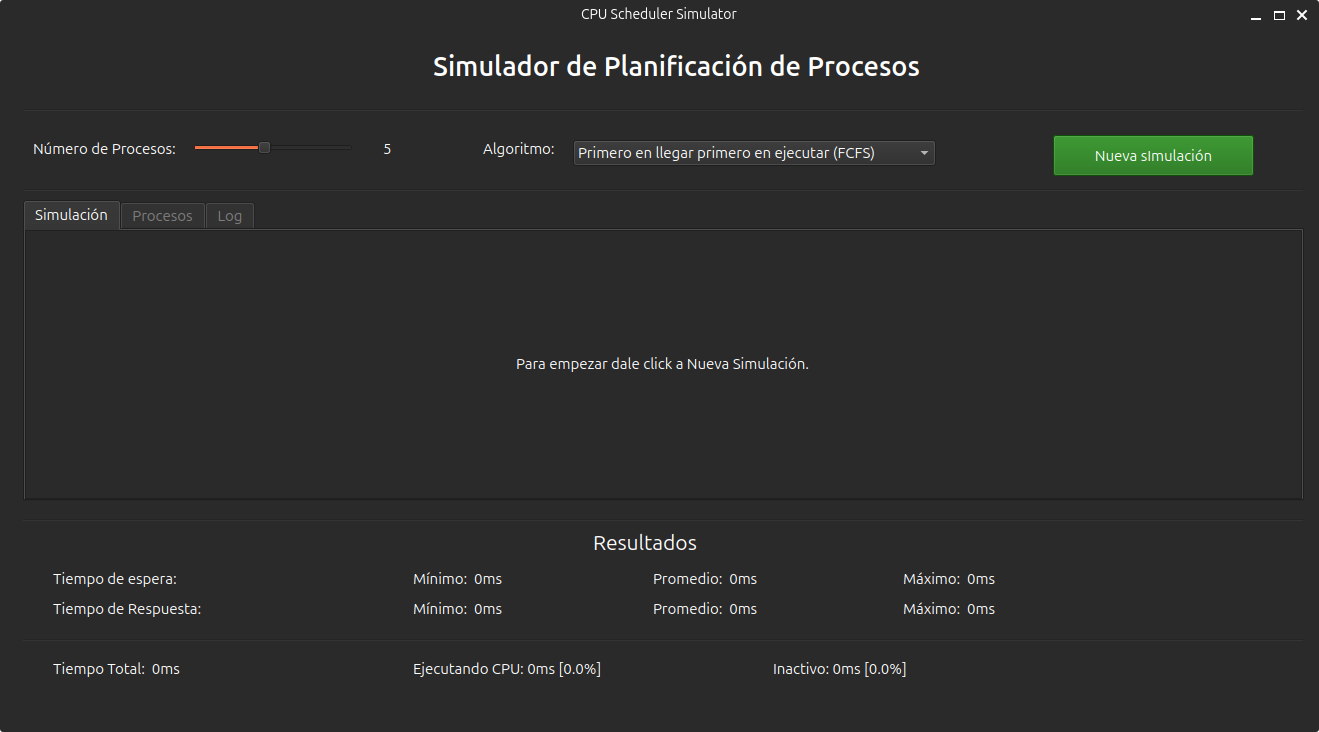 CPU Scheduler Simulator
Simulador de Planificación de Procesos
Número de Procesos: 5 Algoritmo: Primero en llegar primero en ejecutar (FCFS) Nueva sImulación
Simulación Procesos Log
Para empezar dale click a Nueva Simulación.
Resultados
Tiempo de espera: Mínimo: 0ms Promedio: 0ms Máximo: 0ms
Tiempo de Respuesta: Mínimo: 0ms Promedio: 0ms Máximo: 0ms
Tiempo Total: 0ms Ejecutando CPU: 0ms [0.0%] Inactivo: 0ms [0.0%]